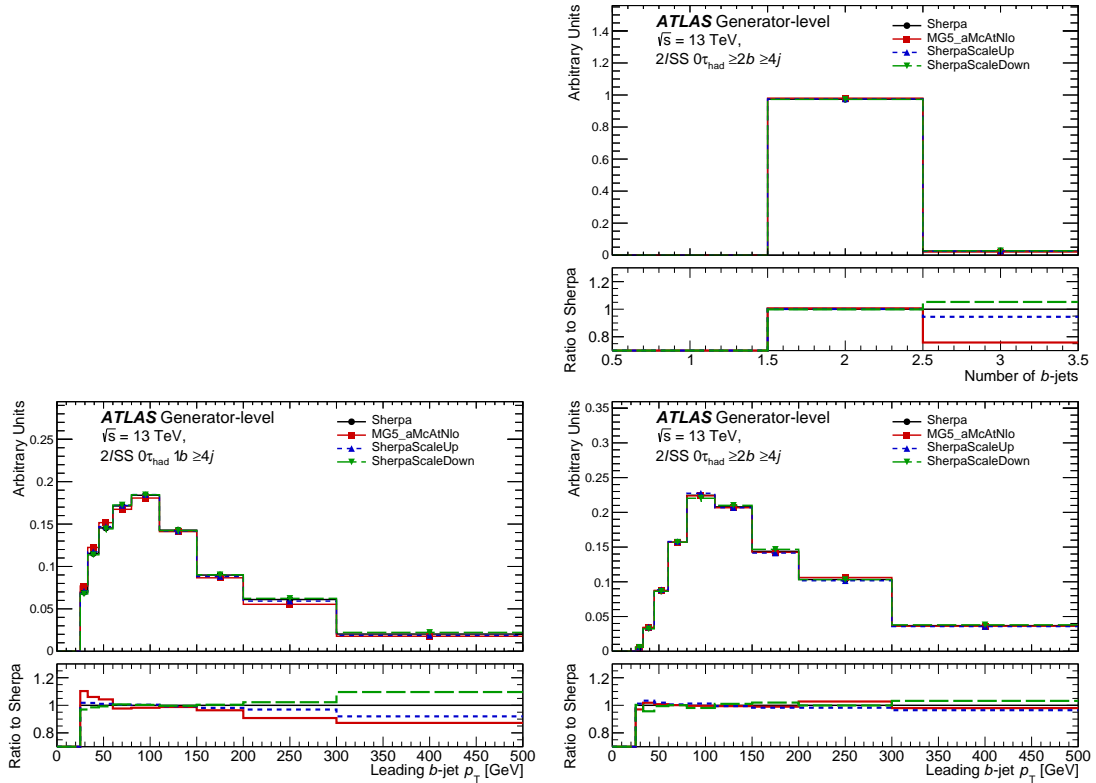 Arbitrary Units
1.4
1.2
1
0.8
0.6
0.4
0.2
0
ATLAS Generator-level
√s = 13 TeV,
2lSS 0τhad ≥2b ≥4j
Sherpa
MG5_aMcAtNlo
SherpaScaleUp
SherpaScaleDown
Ratio to Sherpa
1.2
1.0
0.8
0.5 1 1.5 2 2.5 3 3.5
Number of b-jets
Arbitrary Units
0.25
0.2
0.15
0.1
0.05
0
ATLAS Generator-level
√s = 13 TeV,
2lSS 0τhad 1b ≥4j
Sherpa
MG5_aMcAtNlo
SherpaScaleUp
SherpaScaleDown
Ratio to Sherpa
1.2
1.0
0.8
0 50 100 150 200 250 300 350 400 450 500
Leading b-jet pT [GeV]
Arbitrary Units
0.35
0.3
0.25
0.2
0.15
0.1
0.05
0
ATLAS Generator-level
√s = 13 TeV,
2lSS 0τhad ≥2b ≥4j
Sherpa
MG5_aMcAtNlo
SherpaScaleUp
SherpaScaleDown
Ratio to Sherpa
1.2
1.0
0.8
0 50 100 150 200 250 300 350 400 450 500
Leading b-jet pT [GeV]